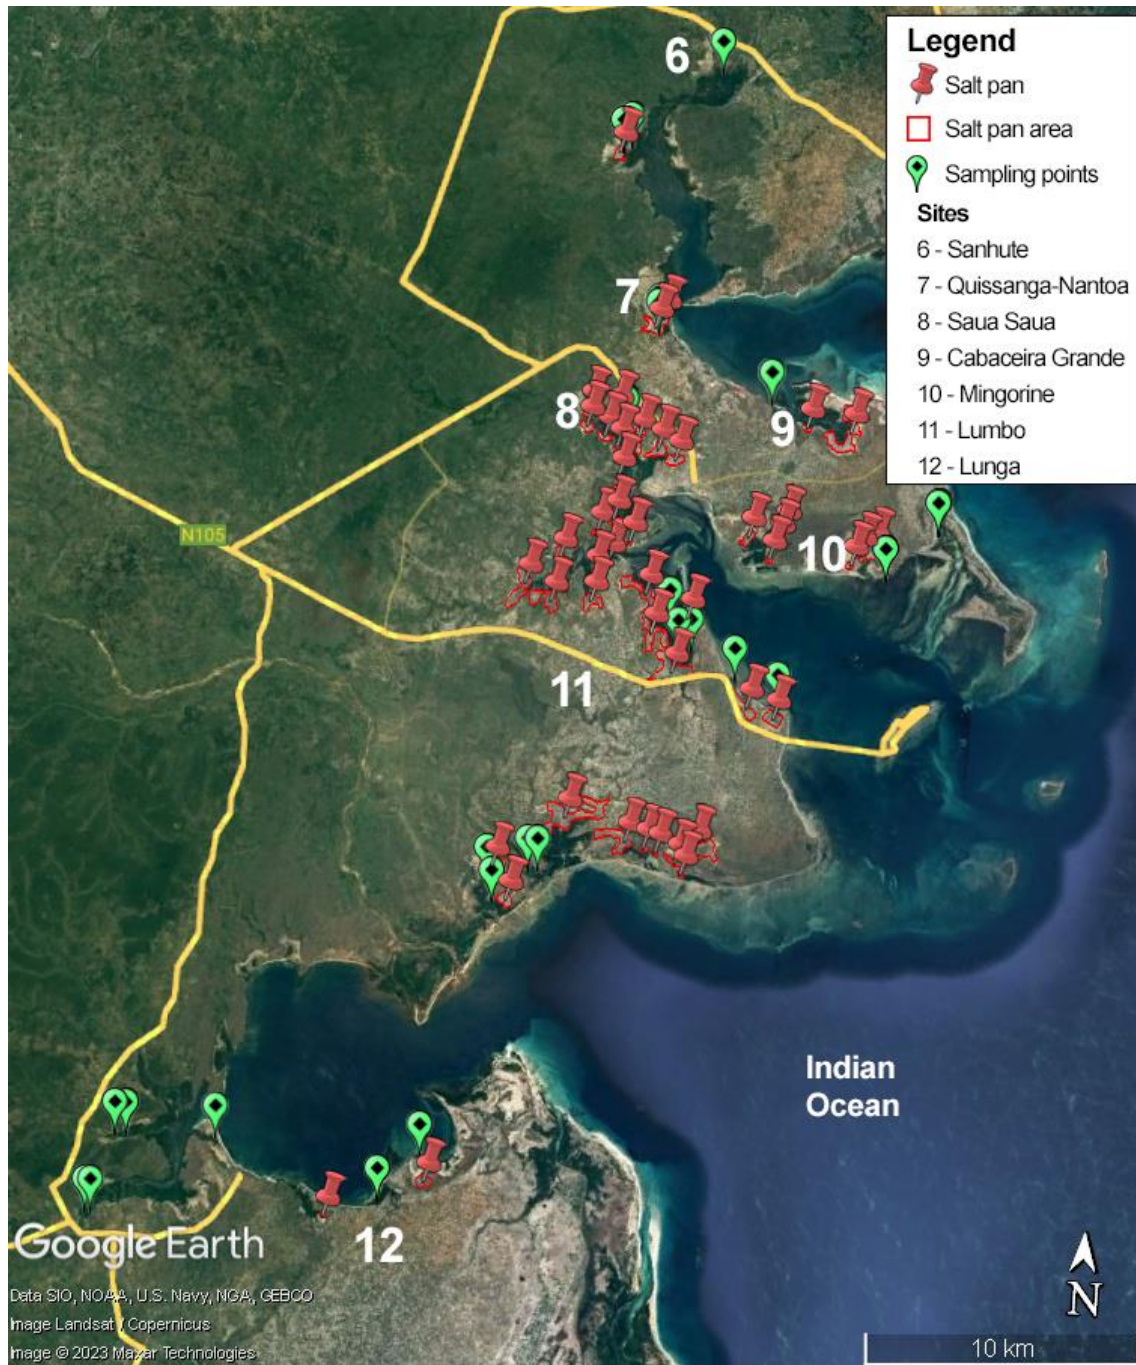 Legend
Salt pan
Salt pan area
Sampling points
Sites
6 - Sanhute
7 - Quissanga-Nantoa
8 - Saua Saua
9 - Cabaceira Grande
10 - Mingorine
11 - Lumbo
12 - Lunga
6
7
8
9
N105
10
11
Indian
Ocean
12
Google Earth
Data SIO, NOAA, U.S. Navy, NGA, GEBCO
Image Landsat / Copernicus
Image © 2023 Maxar Technologies
N
10 km